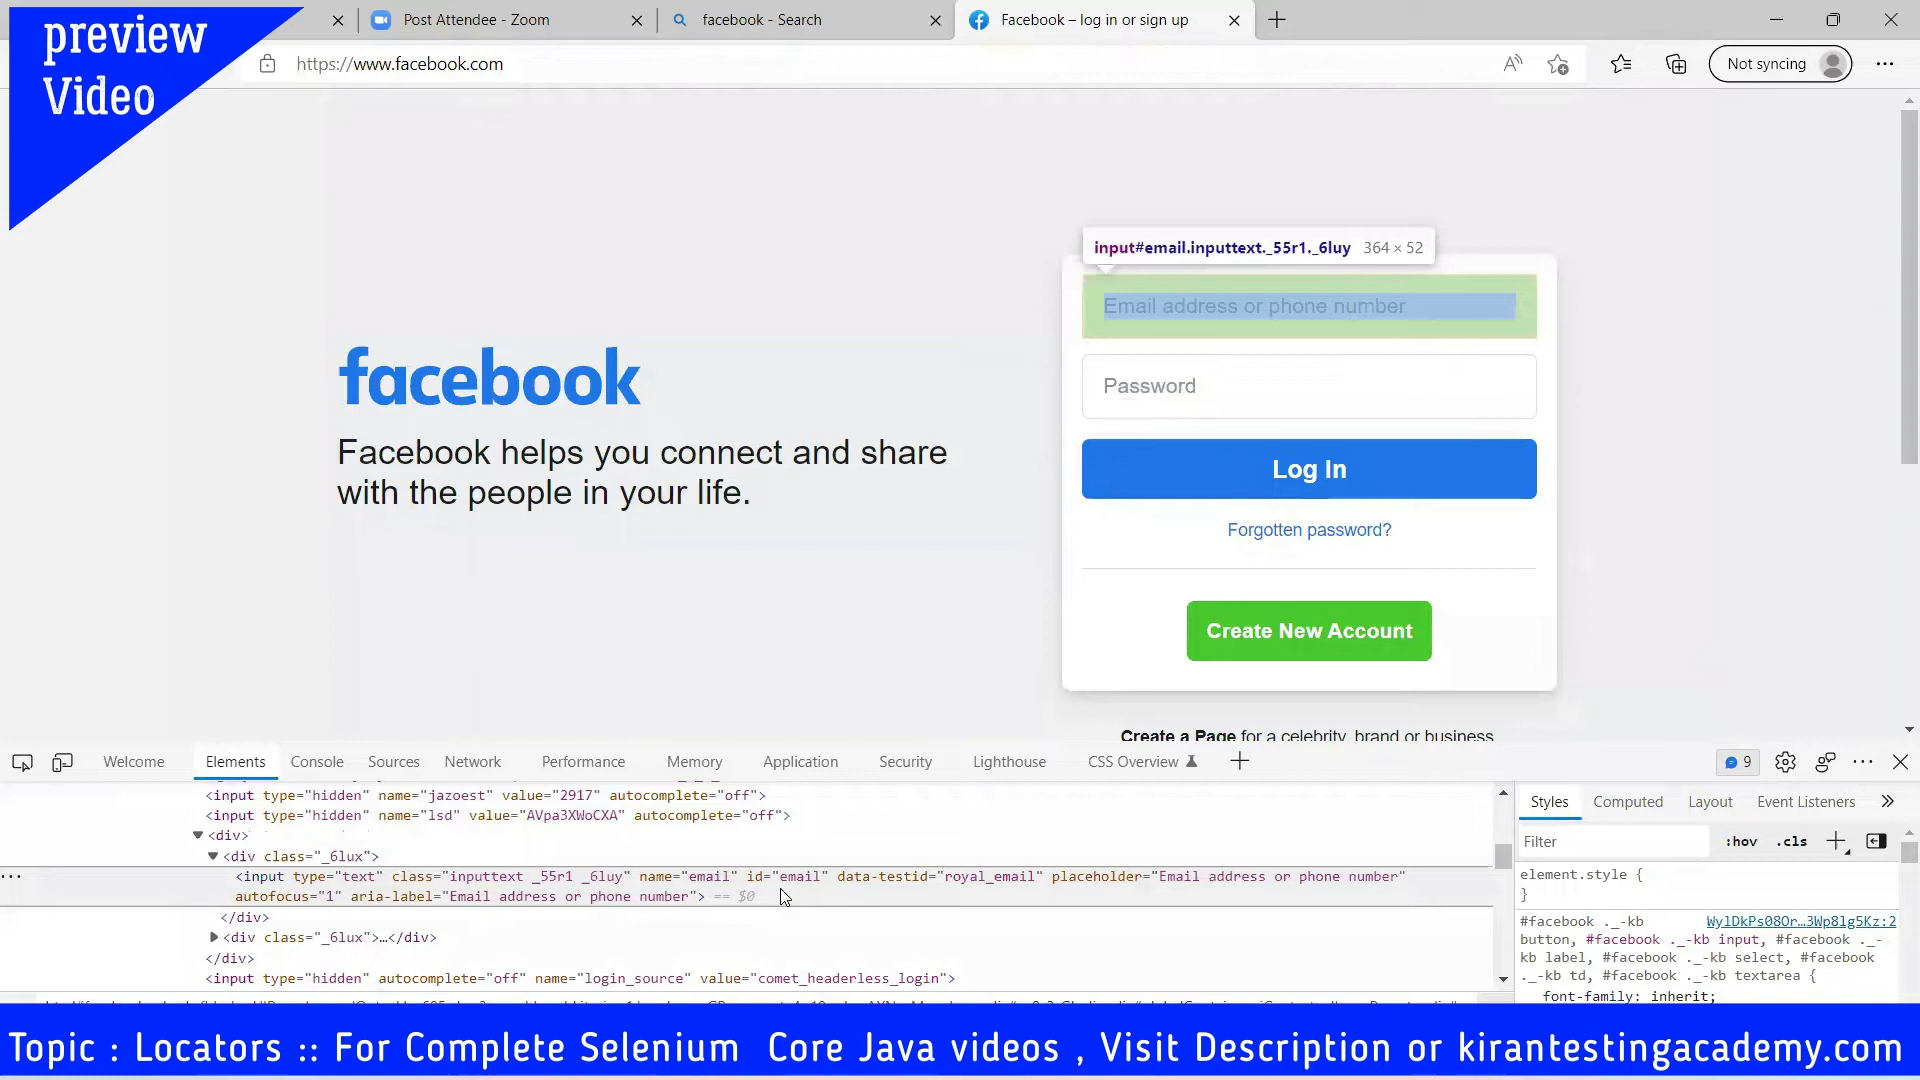 preview
Video
Post Attendee - Zoom
facebook - Search
Facebook – log in or sign up
https://www.facebook.com
Not syncing
input#email.inputtext._55r1._6luy 364 × 52
Email address or phone number
Password
Log In
Forgotten password?
Create New Account
Create a Page for a celebrity, brand or business
facebook
Facebook helps you connect and share
with the people in your life.
Welcome
Elements
Console
Sources
Network
Performance
Memory
Application
Security
Lighthouse
CSS Overview
9
<input type="hidden" name="jazoest" value="2917" autocomplete="off">
<input type="hidden" name="lsd" value="AVpa3XWoCXA" autocomplete="off">
<div>
<div class="_6lux">
<input type="text" class="inputtext _55r1 _6luy" name="email" id="email" data-testid="royal_email" placeholder="Email address or phone number"
autofocus="1" aria-label="Email address or phone number"> == $0
</div>
<div class="_6lux">…</div>
</div>
<input type="hidden" autocomplete="off" name="login_source" value="comet_headerless_login">
Styles
Computed
Layout
Event Listeners
Filter
:hov
.cls
element.style {
}
#facebook ._-kb WylDkPs08Or…3Wp8lg5Kz:2
button, #facebook ._-kb input, #facebook ._-
kb label, #facebook ._-kb select, #facebook
._-kb td, #facebook ._-kb textarea {
font-family: inherit;
Topic : Locators :: For Complete Selenium Core Java videos , Visit Description or kirantestingacademy.com